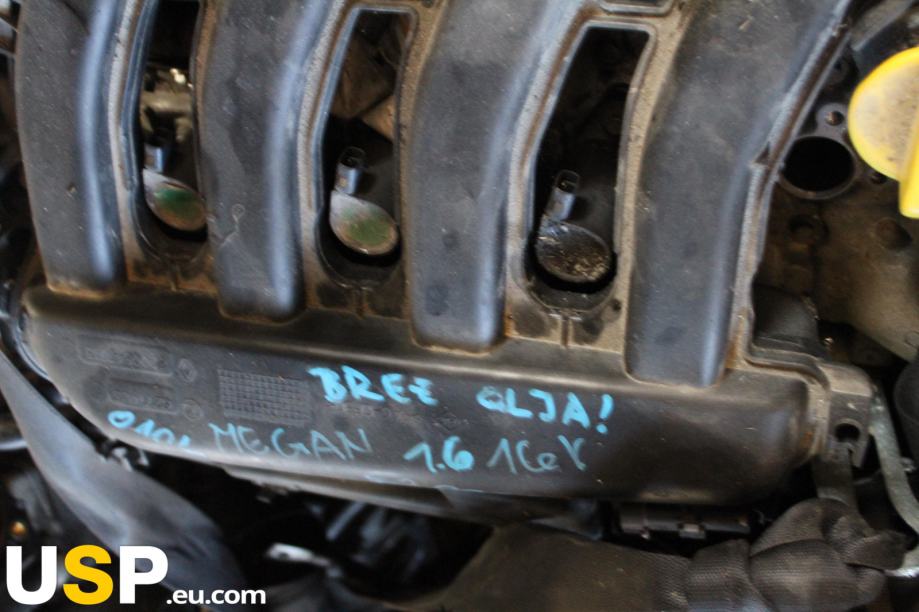 BREZ OLJA!
MEGAN 1.6 16V
USP.eu.com